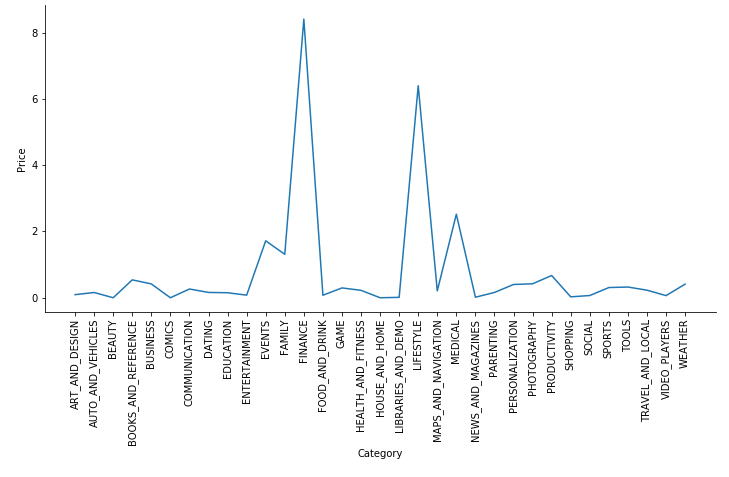 8
6
4
2
0
Price
ART_AND_DESIGN
AUTO_AND_VEHICLES
BEAUTY
BOOKS_AND_REFERENCE
BUSINESS
COMICS
COMMUNICATION
DATING
EDUCATION
ENTERTAINMENT
EVENTS
FAMILY
FINANCE
FOOD_AND_DRINK
GAME
HEALTH_AND_FITNESS
HOUSE_AND_HOME
LIBRARIES_AND_DEMO
LIFESTYLE
MAPS_AND_NAVIGATION
MEDICAL
NEWS_AND_MAGAZINES
PARENTING
PERSONALIZATION
PHOTOGRAPHY
PRODUCTIVITY
SHOPPING
SOCIAL
SPORTS
TOOLS
TRAVEL_AND_LOCAL
VIDEO_PLAYERS
WEATHER
Category